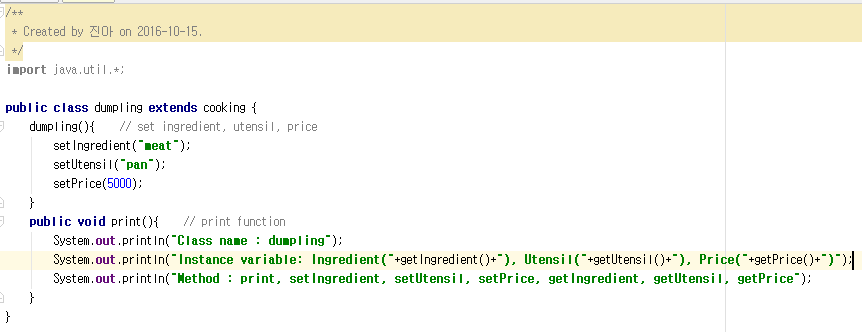 /**
 * Created by 진아 on 2016-10-15.
 */
import java.util.*;

public class dumpling extends cooking {
    dumpling(){    // set ingredient, utensil, price
        setIngredient("meat");
        setUtensil("pan");
        setPrice(5000);
    }
    public void print(){    // print function
        System.out.println("Class name : dumpling");
        System.out.println("Instance variable: Ingredient("+getIngredient()+"), Utensil("+getUtensil()+"), Price("+getPrice()+")");
        System.out.println("Method : print, setIngredient, setUtensil, setPrice, getIngredient, getUtensil, getPrice");
    }
}